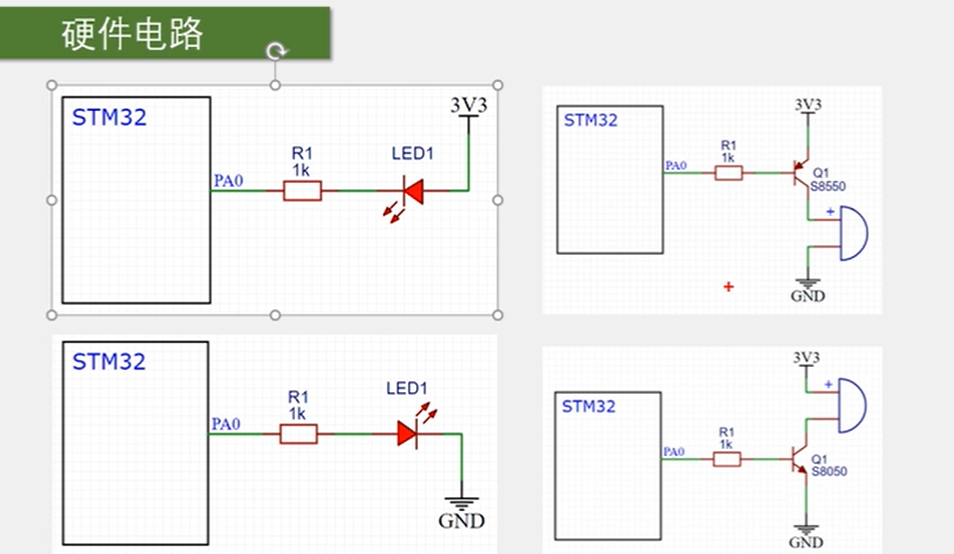 硬件电路
STM32
PA0
R1
1k
LED1
3V3
STM32
PA0
R1
1k
3V3
Q1
S8550
+
GND
STM32
PA0
R1
1k
LED1
GND
STM32
PA0
R1
1k
3V3
+
Q1
S8050
GND